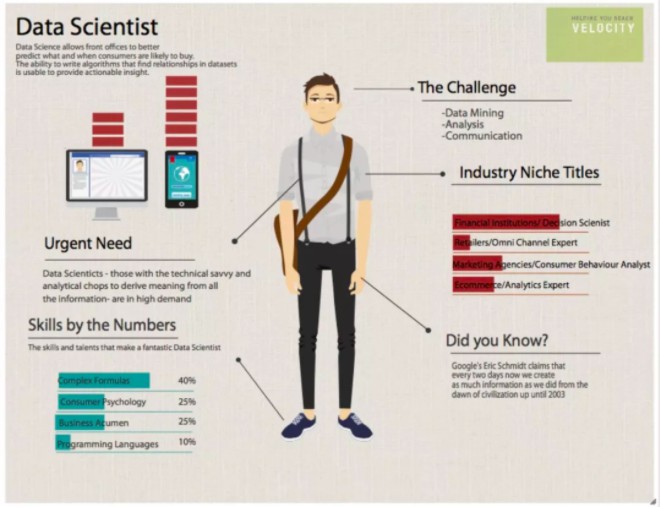 Data Scientist
Data Science allows front offices to better
predict what and when consumers are likely to buy.
The ability to write algorithms that find relationships in datasets
is usable to provide actionable insight.
HELPING YOU REACH
VELOCITY
The Challenge
-Data Mining
-Analysis
-Communication
Industry Niche Titles
Financial Institutions/ Decision Scienist
Retailers/Omni Channel Expert
Marketing Agencies/Consumer Behaviour Analyst
Ecommerce/Analytics Expert
Urgent Need
Data Scienticts - those with the technical savvy and
analytical chops to derive meaning from all
the information- are in high demand
Skills by the Numbers
The skills and talents that make a fantastic Data Scientist
Complex Formulas 40%
Consumer Psychology 25%
Business Acumen 25%
Programming Languages 10%
Did you Know?
Google's Eric Schmidt claims that
every two days now we create
as much information as we did from the
dawn of civilization up until 2003